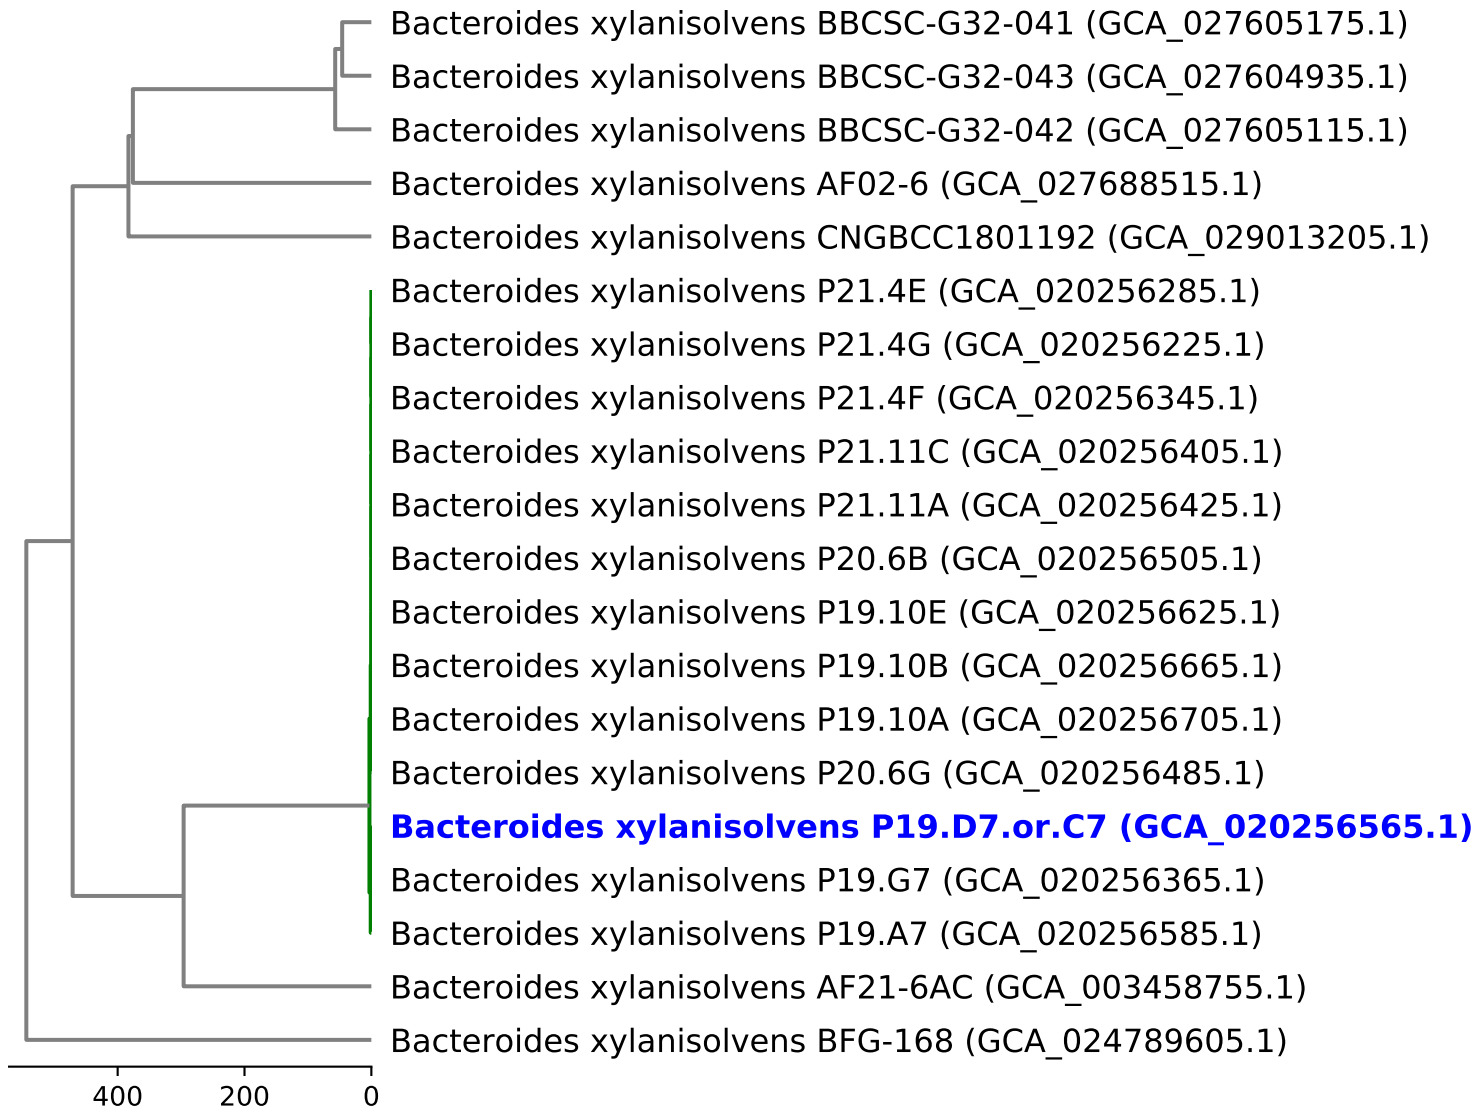 Bacteroides xylanisolvens BBCSC-G32-041 (GCA_027605175.1)
Bacteroides xylanisolvens BBCSC-G32-043 (GCA_027604935.1)
Bacteroides xylanisolvens BBCSC-G32-042 (GCA_027605115.1)
Bacteroides xylanisolvens AF02-6 (GCA_027688515.1)
Bacteroides xylanisolvens CNGBCC1801192 (GCA_029013205.1)
Bacteroides xylanisolvens P21.4E (GCA_020256285.1)
Bacteroides xylanisolvens P21.4G (GCA_020256225.1)
Bacteroides xylanisolvens P21.4F (GCA_020256345.1)
Bacteroides xylanisolvens P21.11C (GCA_020256405.1)
Bacteroides xylanisolvens P21.11A (GCA_020256425.1)
Bacteroides xylanisolvens P20.6B (GCA_020256505.1)
Bacteroides xylanisolvens P19.10E (GCA_020256625.1)
Bacteroides xylanisolvens P19.10B (GCA_020256665.1)
Bacteroides xylanisolvens P19.10A (GCA_020256705.1)
Bacteroides xylanisolvens P20.6G (GCA_020256485.1)
Bacteroides xylanisolvens P19.D7.or.C7 (GCA_020256565.1)
Bacteroides xylanisolvens P19.G7 (GCA_020256365.1)
Bacteroides xylanisolvens P19.A7 (GCA_020256585.1)
Bacteroides xylanisolvens AF21-6AC (GCA_003458755.1)
Bacteroides xylanisolvens BFG-168 (GCA_024789605.1)
400 200 0